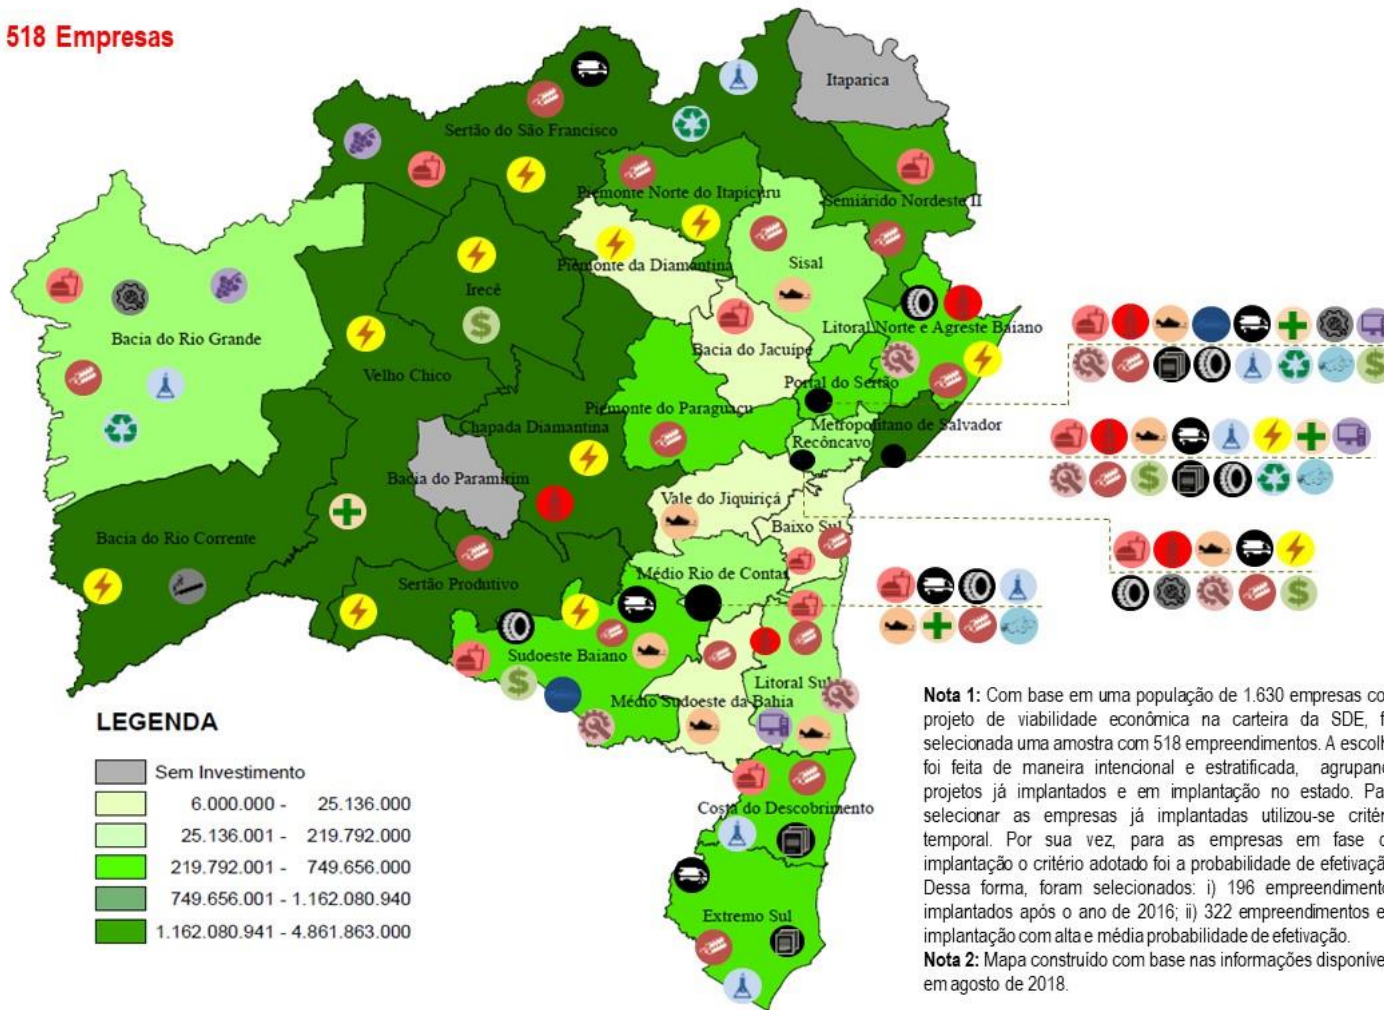 518 Empresas
Itaparica
Sertão do São Francisco
Piemonte Norte do Itapicuru
Semiárido Nordeste II
Piemonte da Diamantina
Sisal
Irecê
Litoral Norte e Agreste Baiano
Bacia do Rio Grande
Bacia do Jacuípe
Velho Chico
Portal do Sertão
Piemonte do Paraguaçu
Chapada Diamantina
Metropolitano de Salvador
Recôncavo
Bacia do Paramirim
Vale do Jiquiriçá
Baixo Sul
Bacia do Rio Corrente
Médio Rio de Contas
Sertão Produtivo
Sudoeste Baiano
Litoral Sul
Médio Sudoeste da Bahia
Costa do Descobrimento
Extremo Sul
LEGENDA
Sem Investimento
6.000.000 - 25.136.000
25.136.001 - 219.792.000
219.792.001 - 749.656.000
749.656.001 - 1.162.080.940
1.162.080.941 - 4.861.863.000
Nota 1: Com base em uma população de 1.630 empresas co
projeto de viabilidade econômica na carteira da SDE, f
selecionada uma amostra com 518 empreendimentos. A escolh
foi feita de maneira intencional e estratificada, agrupan
projetos já implantados e em implantação no estado. Pa
selecionar as empresas já implantadas utilizou-se critér
temporal. Por sua vez, para as empresas em fase d
implantação o critério adotado foi a probabilidade de efetivaçã
Dessa forma, foram selecionados: i) 196 empreendimento
implantados após o ano de 2016; ii) 322 empreendimentos e
implantação com alta e média probabilidade de efetivação.
Nota 2: Mapa construído com base nas informações disponíve
em agosto de 2018.